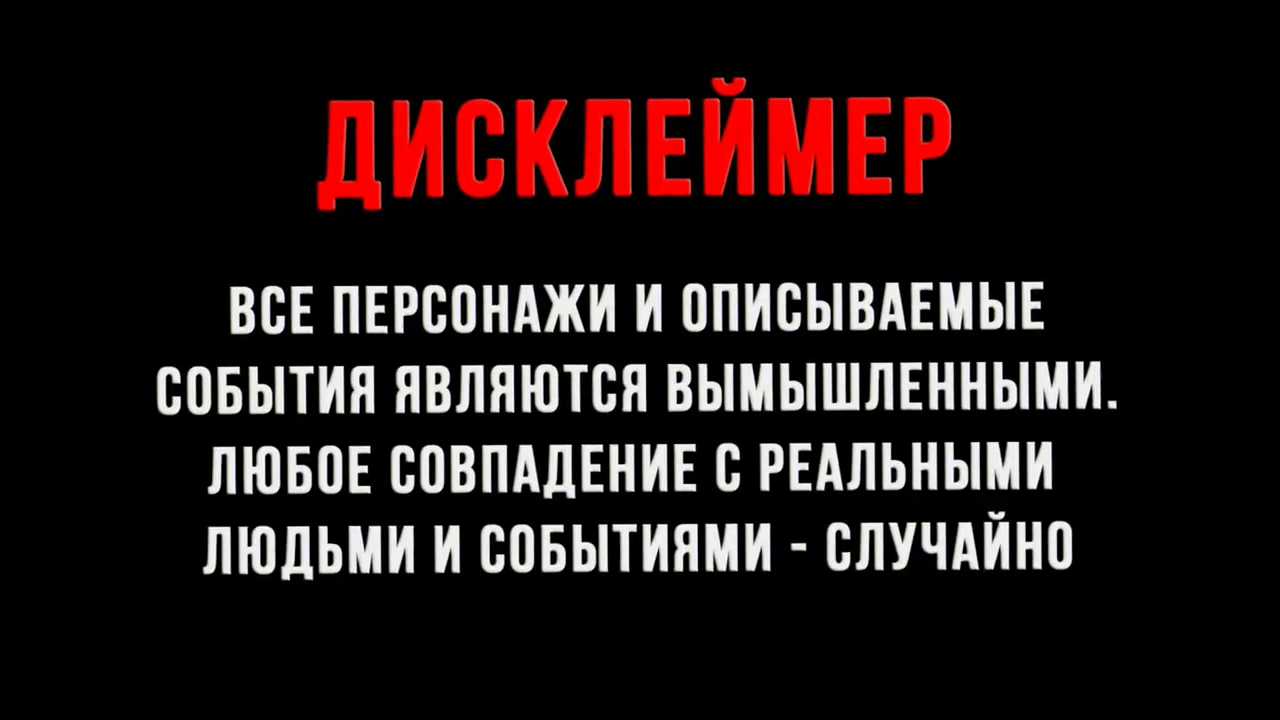 ДИСКЛЕЙМЕР
ВСЕ ПЕРСОНАЖИ И ОПИСЫВАЕМЫЕ
СОБЫТИЯ ЯВЛЯЮТСЯ ВЫМЫШЛЕННЫМИ.
ЛЮБОЕ СОВПАДЕНИЕ С РЕАЛЬНЫМИ
ЛЮДЬМИ И СОБЫТИЯМИ - СЛУЧАЙНО